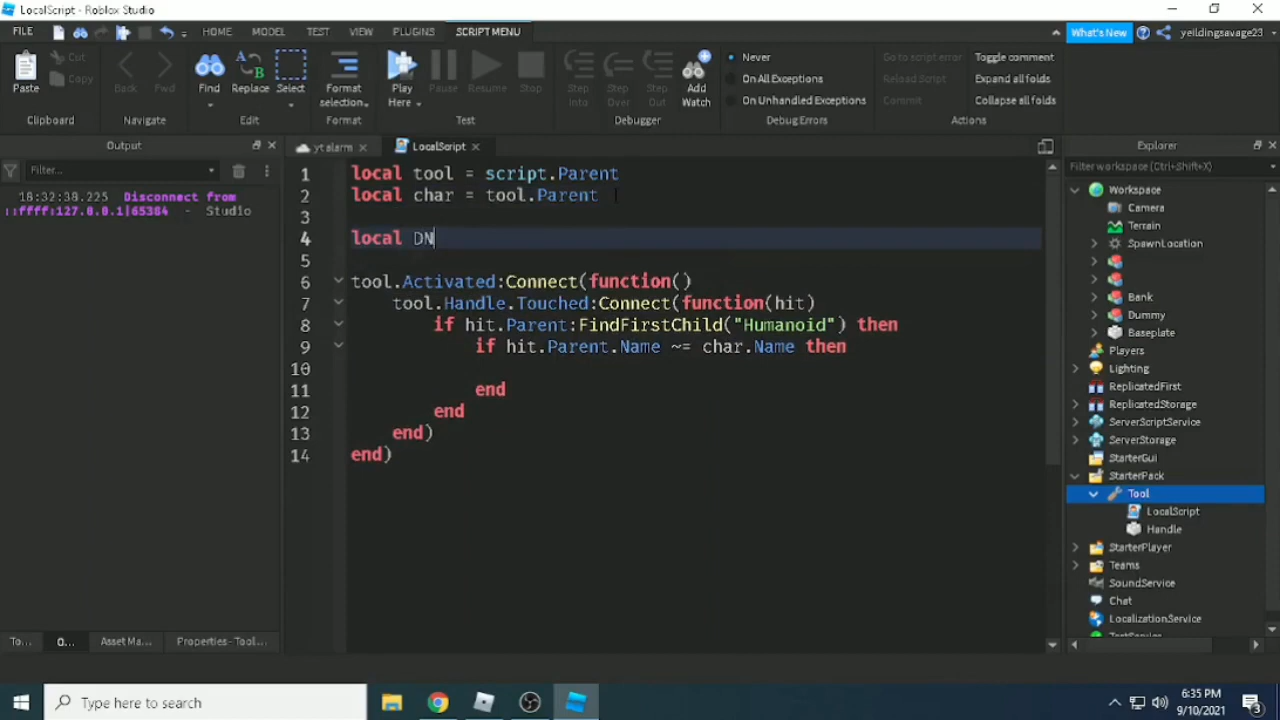 LocalScript - Roblox Studio
FILE HOME MODEL TEST VIEW PLUGINS SCRIPT MENU What's New yeildingsavage23
Paste Cut Copy Back Fwd Find Replace Select Format selection Play Here Pause Resume Stop Step Into Step Over Step Out Add Watch
Never
On All Exceptions
On Unhandled Exceptions
Go to script error
Reload Script
Commit
Toggle comment
Expand all folds
Collapse all folds
Clipboard Navigate Edit Format Test Debugger Debug Errors Actions
Output
Filter...
18:32:38.225 Disconnect from
::ffff:127.0.0.1|65384 - Studio
To... O... Asset Ma... Properties - Tool...
yt alarm LocalScript
1 local tool = script.Parent
2 local char = tool.Parent
3
4 local DN
5
6 tool.Activated:Connect(function()
7 tool.Handle.Touched:Connect(function(hit)
8 if hit.Parent:FindFirstChild("Humanoid") then
9 if hit.Parent.Name ~= char.Name then
10
11 end
12 end
13 end)
14 end)
Explorer
Filter workspace (Ctrl+Shift+X)
Workspace
Camera
Terrain
SpawnLocation
Bank
Dummy
Baseplate
Players
Lighting
ReplicatedFirst
ReplicatedStorage
ServerScriptService
ServerStorage
StarterGui
StarterPack
Tool
LocalScript
Handle
StarterPlayer
Teams
SoundService
Chat
LocalizationService
TestService
Type here to search
6:35 PM
9/10/2021
3